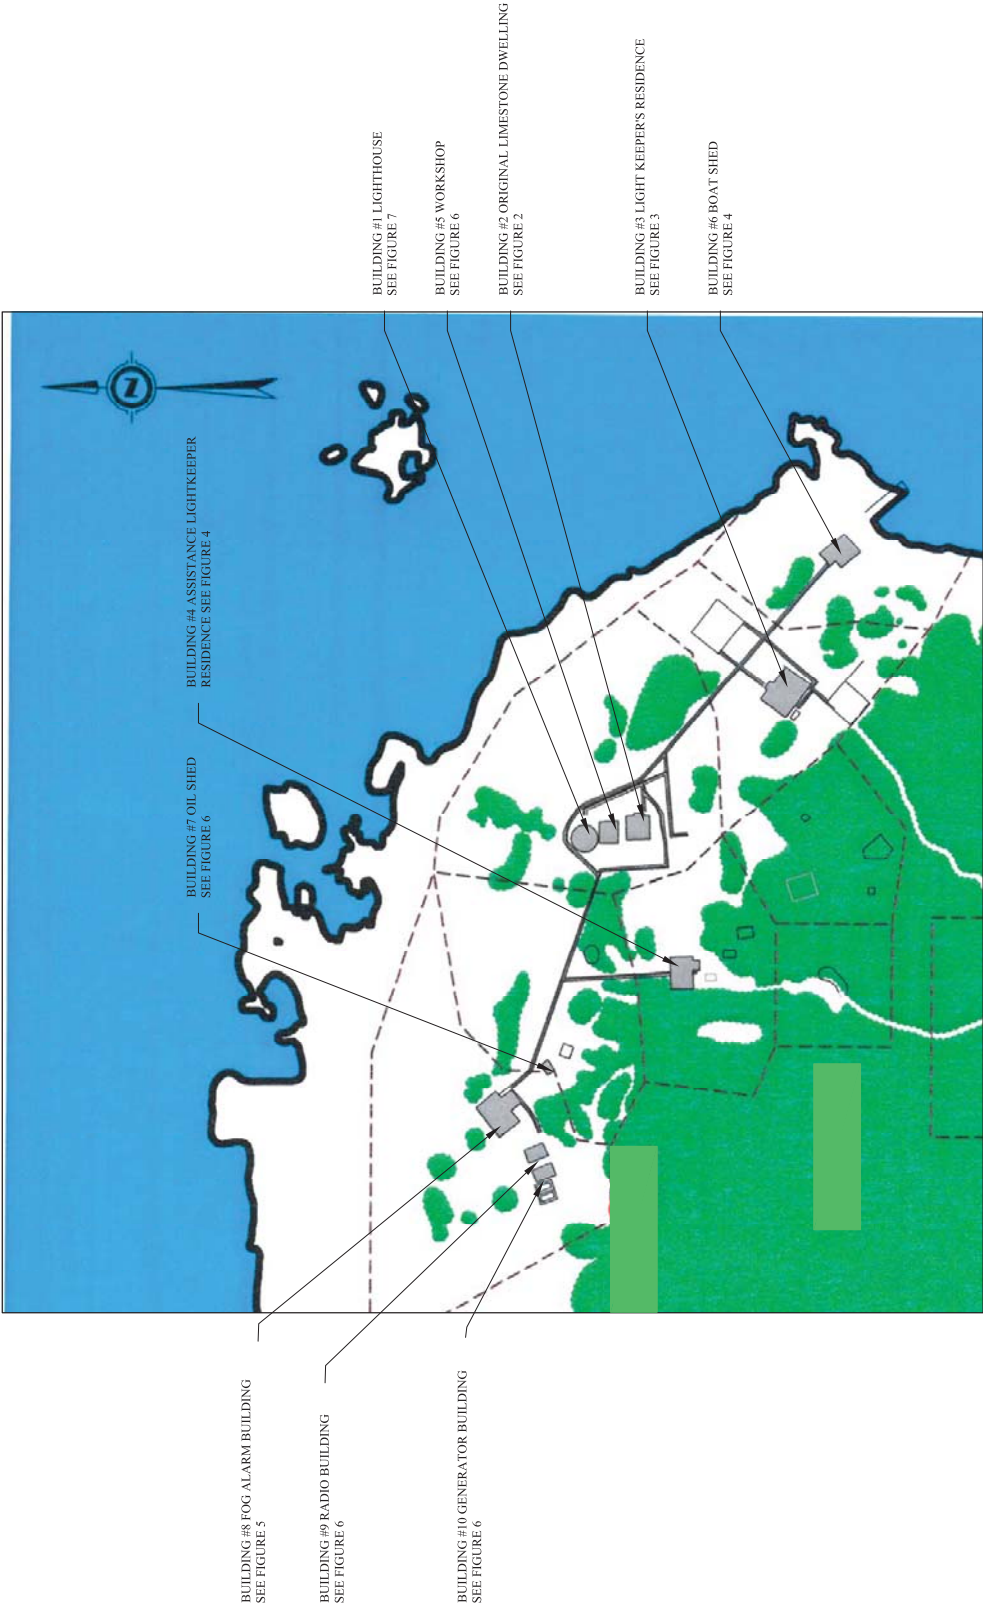 BUILDING #8 FOG ALARM BUILDING
SEE FIGURE 5
BUILDING #9 RADIO BUILDING
SEE FIGURE 6
BUILDING #10 GENERATOR BUILDING
SEE FIGURE 6
BUILDING #7 OIL SHED
SEE FIGURE 6
BUILDING #4 ASSISTANCE LIGHTKEEPER
RESIDENCE SEE FIGURE 4
N
BUILDING #1 LIGHTHOUSE
SEE FIGURE 7
BUILDING #5 WORKSHOP
SEE FIGURE 6
BUILDING #2 ORIGINAL LIMESTONE DWELLING
SEE FIGURE 2
BUILDING #3 LIGHT KEEPER'S RESIDENCE
SEE FIGURE 3
BUILDING #6 BOAT SHED
SEE FIGURE 4